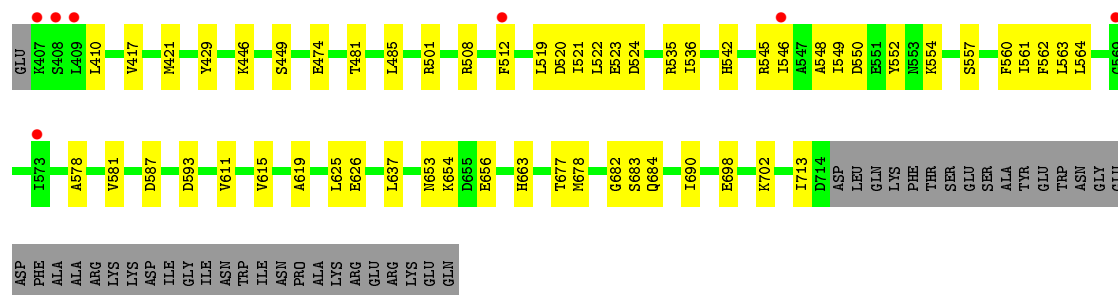 GLU K407 S408 L409 L410 V417 M421 Y429 K446 S449 E474 T481 L485 R501 R508 F512 L519 D520 I521 L522 E523 D524 R535 I536 H542 R545 I546 A547 A548 I549 D550 E551 Y552 N553 K554 S557 F560 I561 F562 L563 L564
I573 A578 V581 D587 D593 V611 V615 A619 L625 E626 L637 N653 K654 D655 E656 H663 T677 M678 G682 S683 Q684 I690 E698 K702 I713 D714 ASP LEU GLN LYS PHE THR SER GLU SER ALA TYR GLU TRP ASN GLY GLU
ASP PHE ALA ALA ARG LYS LYS ASP ILE GLY ILE ASN TRP ILE ASN PRO ALA LYS ARG GLU ARG LYS GLU GLN